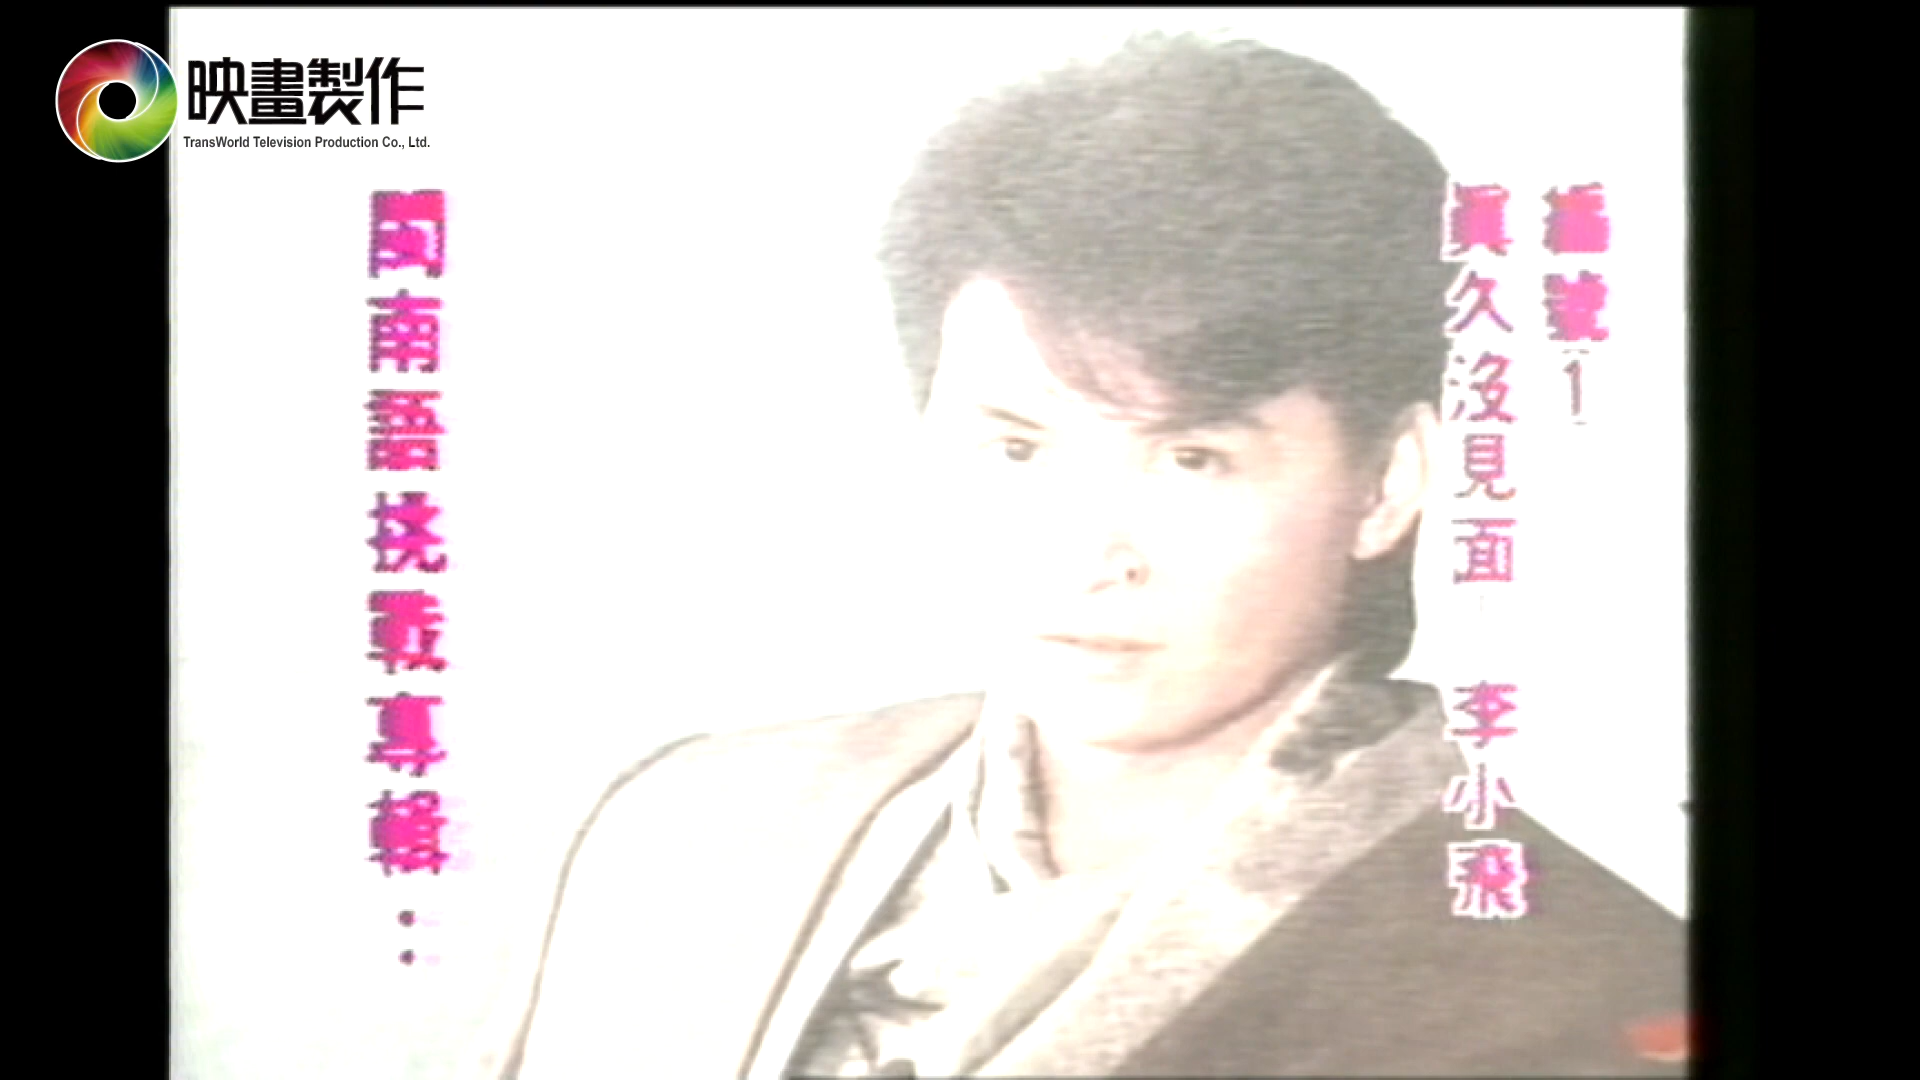 映畫製作
TransWorld Television Production Co., Ltd.
編號1
真久沒見面 李小飛
閩南語挑戰專輯：